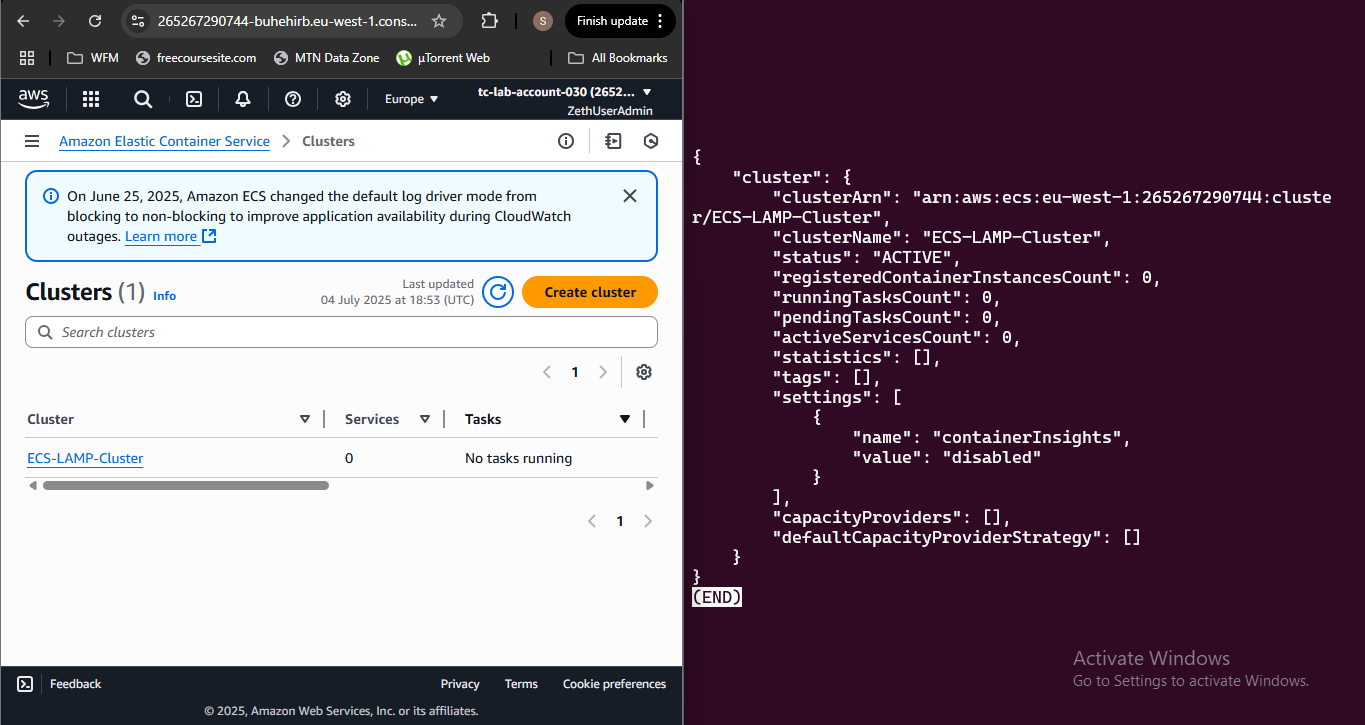 265267290744-buhehirb.eu-west-1.cons...
S
Finish update
WFM
freecoursesite.com
MTN Data Zone
µTorrent Web
All Bookmarks
aws
Europe
tc-lab-account-030 (2652...
ZethUserAdmin
Amazon Elastic Container Service
Clusters
On June 25, 2025, Amazon ECS changed the default log driver mode from
blocking to non-blocking to improve application availability during CloudWatch
outages. Learn more
Clusters (1) Info
Last updated
04 July 2025 at 18:53 (UTC)
Create cluster
Search clusters
1
Cluster
Services
Tasks
ECS-LAMP-Cluster
0
No tasks running
1
Feedback
Privacy
Terms
Cookie preferences
© 2025, Amazon Web Services, Inc. or its affiliates.
{
"cluster": {
"clusterArn": "arn:aws:ecs:eu-west-1:265267290744:cluste
r/ECS-LAMP-Cluster",
"clusterName": "ECS-LAMP-Cluster",
"status": "ACTIVE",
"registeredContainerInstancesCount": 0,
"runningTasksCount": 0,
"pendingTasksCount": 0,
"activeServicesCount": 0,
"statistics": [],
"tags": [],
"settings": [
{
"name": "containerInsights",
"value": "disabled"
}
],
"capacityProviders": [],
"defaultCapacityProviderStrategy": []
}
}
(END)
Activate Windows
Go to Settings to activate Windows.